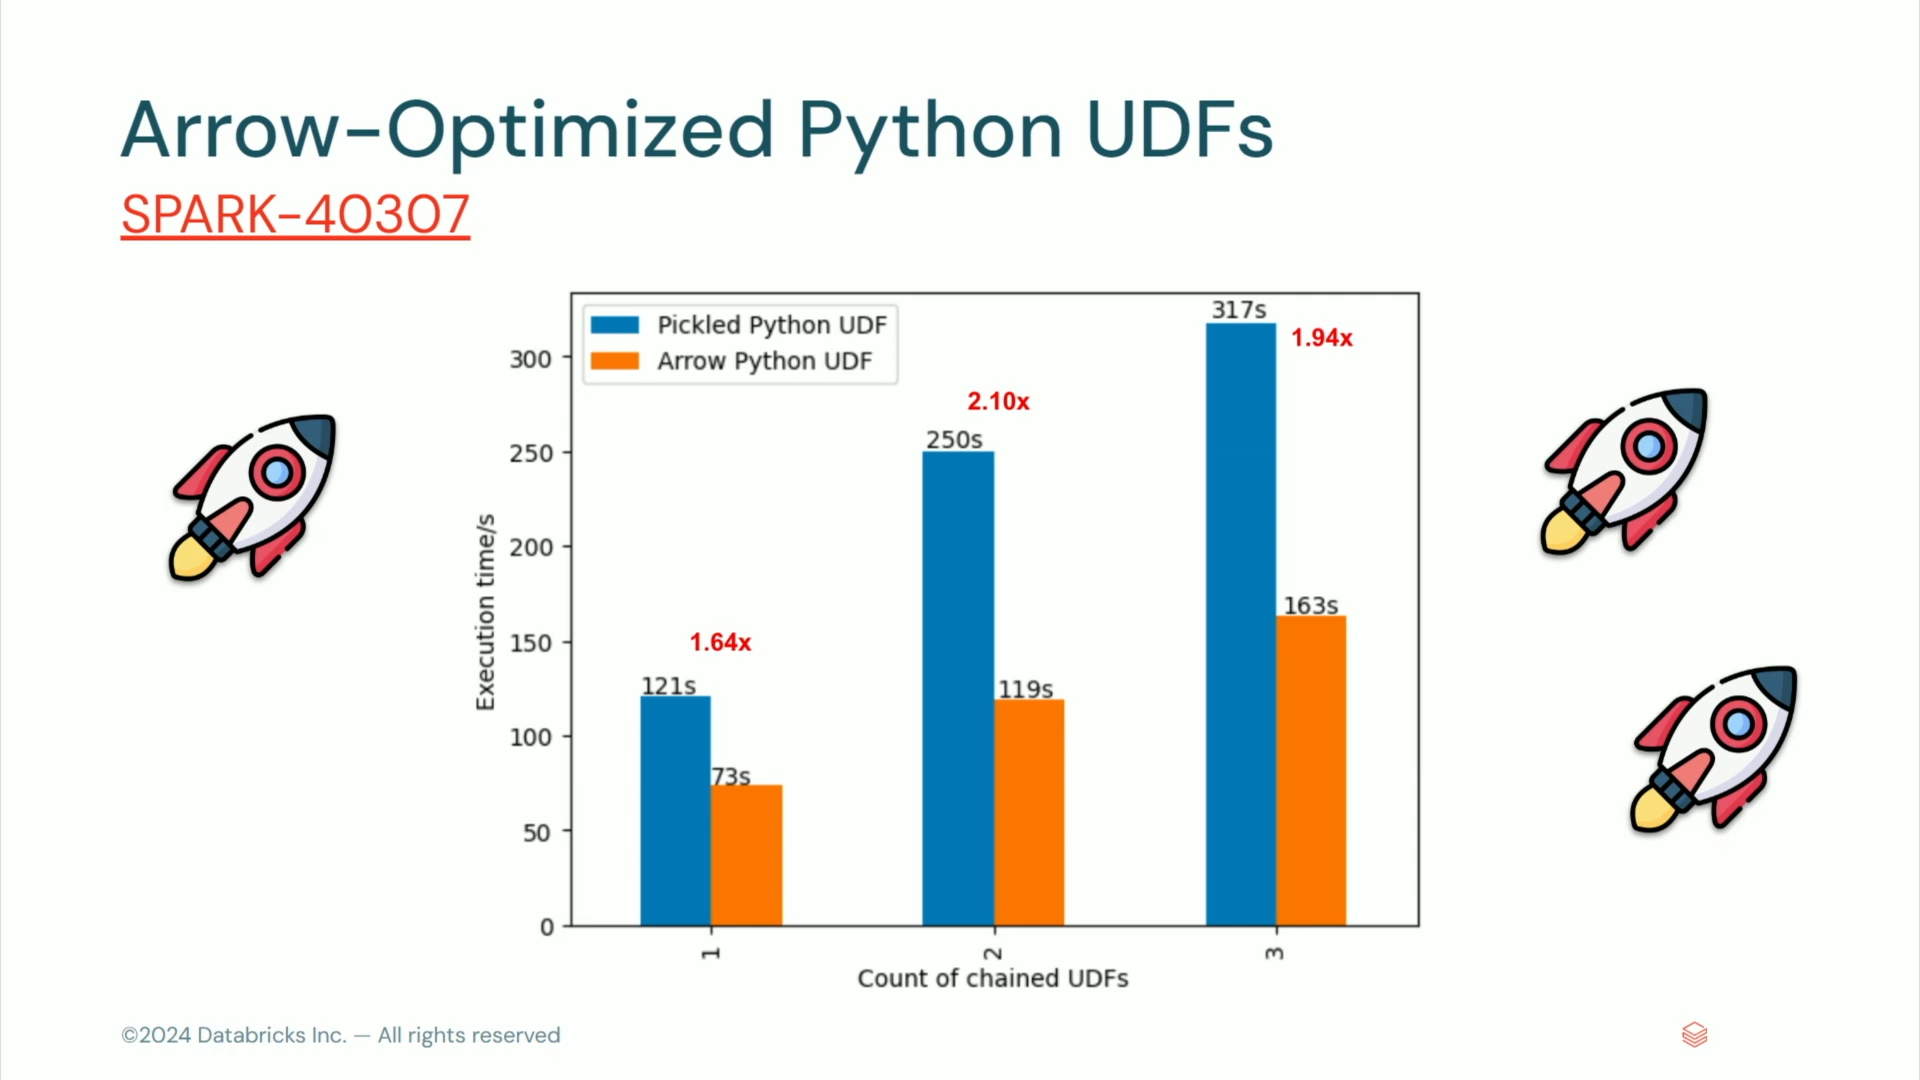 Arrow-Optimized Python UDFs
SPARK-40307
Pickled Python UDF
Arrow Python UDF
317s
1.94x
300
2.10x
250s
250
200
Execution time/s
163s
150
1.64x
121s
119s
100
73s
50
0
1
2
3
Count of chained UDFs
©2024 Databricks Inc. — All rights reserved